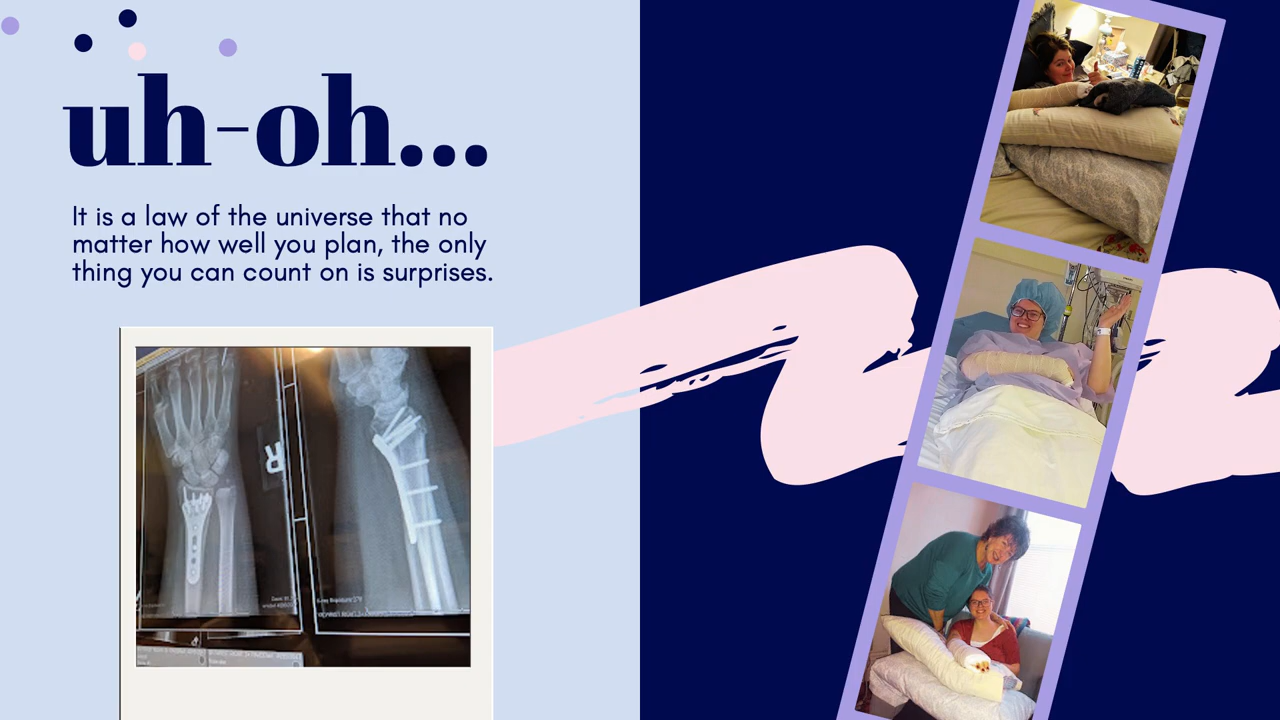 uh-oh...
It is a law of the universe that no
matter how well you plan, the only
thing you can count on is surprises.
R